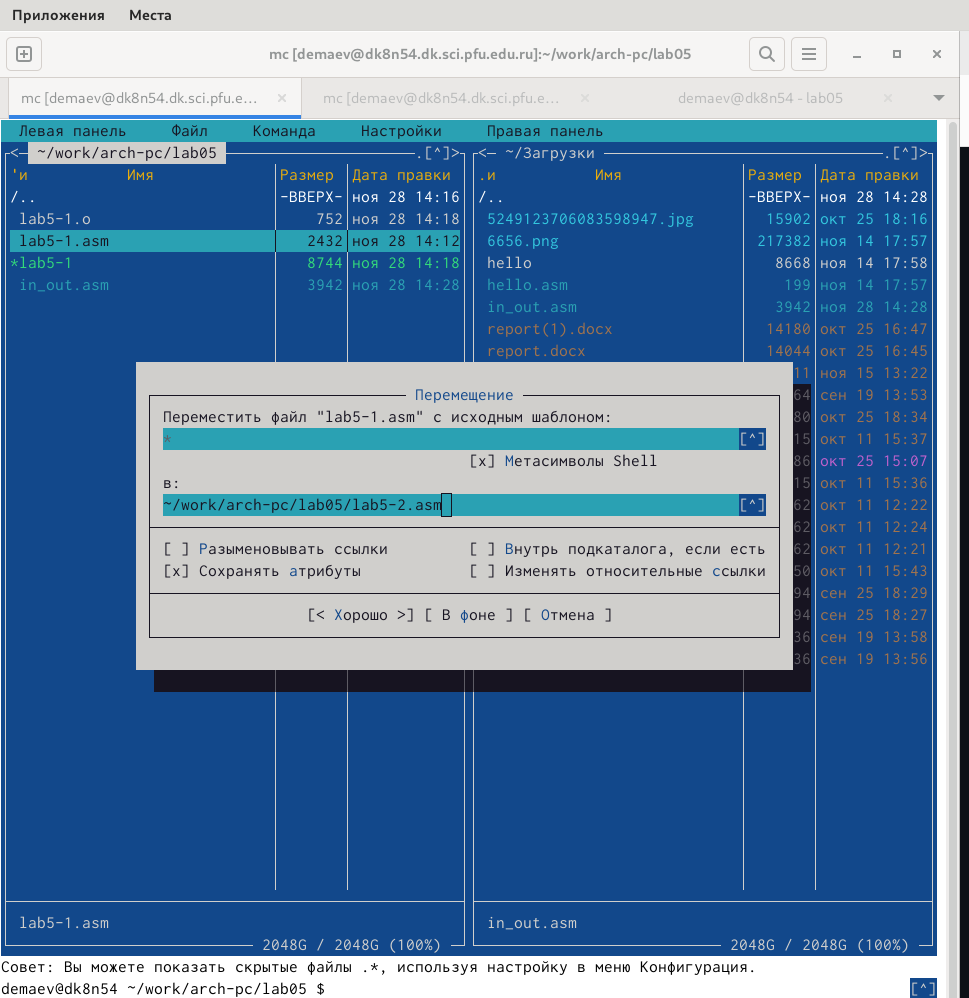 Приложения Места
mc [demaev@dk8n54.dk.sci.pfu.edu.ru]:~/work/arch-pc/lab05
mc [demaev@dk8n54.dk.sci.pfu.e... × mc [demaev@dk8n54.dk.sci.pfu.e... × demaev@dk8n54 - lab05 ×
Левая панель Файл Команда Настройки Правая панель
<─ ~/work/arch-pc/lab05 .[^]> <─ ~/Загрузки .[^]>
'и Имя Размер Дата правки .и Имя Размер Дата правки
/.. -ВВЕРХ- ноя 28 14:16 /.. -ВВЕРХ- ноя 28 14:28
lab5-1.o 752 ноя 28 14:18 5249123706083598947.jpg 15902 окт 25 18:16
lab5-1.asm 2432 ноя 28 14:12 6656.png 217382 ноя 14 17:57
*lab5-1 8744 ноя 28 14:18 hello 8668 ноя 14 17:58
in_out.asm 3942 ноя 28 14:28 hello.asm 199 ноя 14 17:57
in_out.asm 3942 ноя 28 14:28
report(1).docx 14180 окт 25 16:47
report.docx 14044 окт 25 16:45
11 ноя 15 13:22
Перемещение 64 сен 19 13:53
Переместить файл "lab5-1.asm" с исходным шаблоном: 80 окт 25 18:34
* [^] 15 окт 11 15:37
[x] Метасимволы Shell 86 окт 25 15:07
в: 15 окт 11 15:36
~/work/arch-pc/lab05/lab5-2.asm [^] 62 окт 11 12:22
62 окт 11 12:24
[ ] Разыменовывать ссылки [ ] Внутрь подкаталога, если есть 62 окт 11 12:21
[x] Сохранять атрибуты [ ] Изменять относительные ссылки 50 окт 11 15:43
94 сен 25 18:29
[< Хорошо >] [ В фоне ] [ Отмена ] 94 сен 25 18:27
36 сен 19 13:58
36 сен 19 13:56
lab5-1.asm in_out.asm
2048G / 2048G (100%) 2048G / 2048G (100%)
Совет: Вы можете показать скрытые файлы .*, используя настройку в меню Конфигурация.
demaev@dk8n54 ~/work/arch-pc/lab05 $ [^]